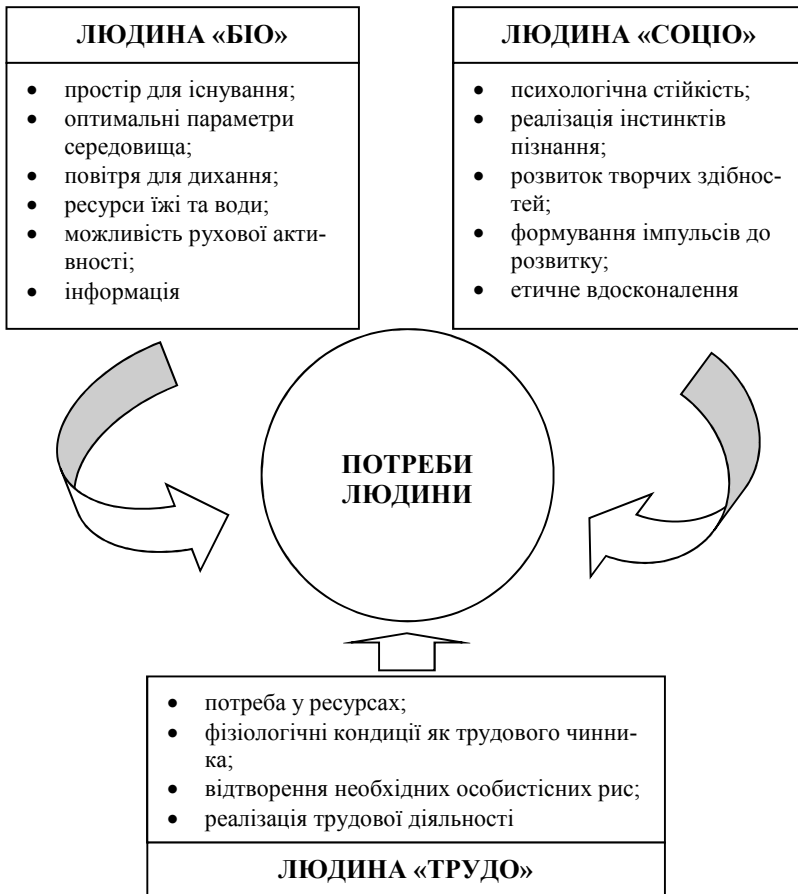 ЛЮДИНА «БІО»
• простір для існування;
• оптимальні параметри
середовища;
• повітря для дихання;
• ресурси їжі та води;
• можливість рухової акти-
вності;
• інформація
ЛЮДИНА «СОЦІО»
• психологічна стійкість;
• реалізація інстинктів
пізнання;
• розвиток творчих здібнос-
тей;
• формування імпульсів до
розвитку;
• етичне вдосконалення
ПОТРЕБИ
ЛЮДИНИ
• потреба у ресурсах;
• фізіологічні кондиції як трудового чинни-
ка;
• відтворення необхідних особистісних рис;
• реалізація трудової діяльності
ЛЮДИНА «ТРУДО»